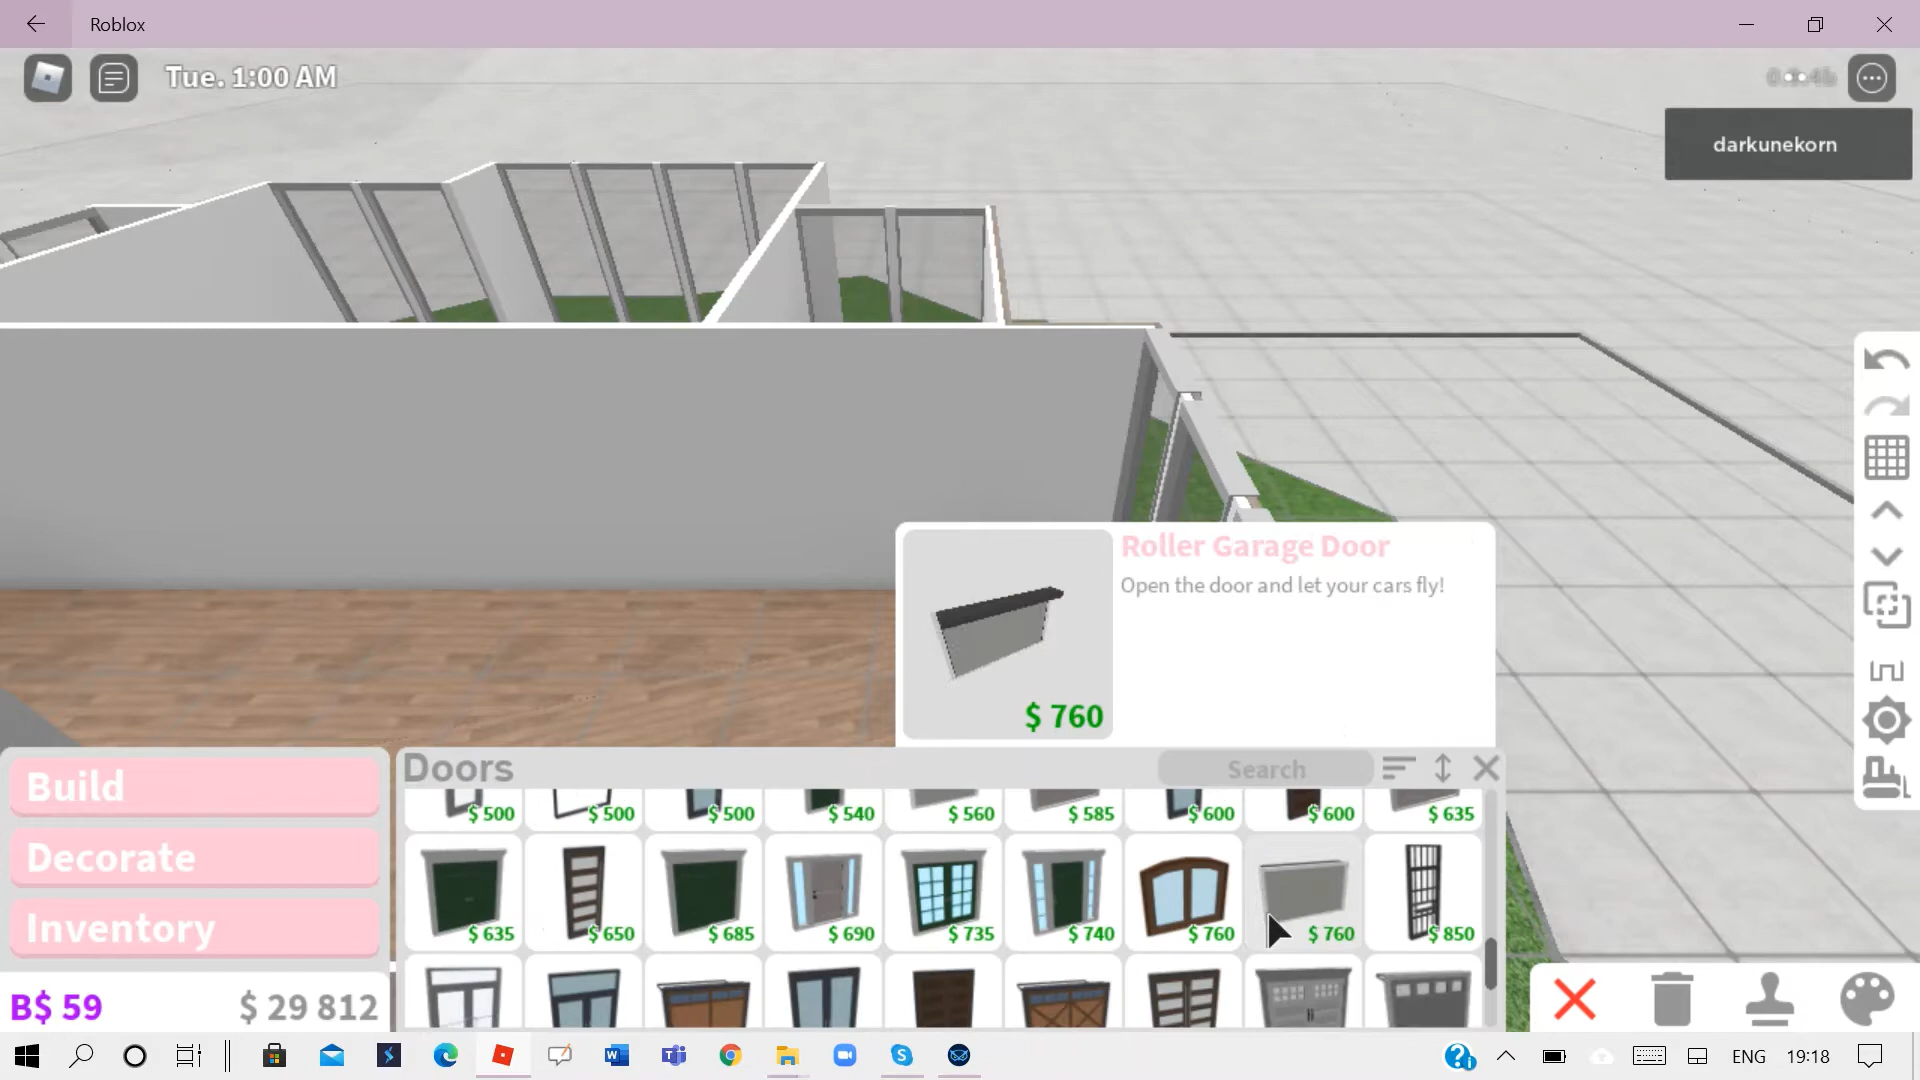 Roblox
Tue. 1:00 AM
darkunekorn
Roller Garage Door
Open the door and let your cars fly!
$ 760
Build
Decorate
Inventory
B$ 59
$ 29 812
Doors
Search
$ 500
$ 500
$ 500
$ 540
$ 560
$ 585
$ 600
$ 600
$ 635
$ 635
$ 650
$ 685
$ 690
$ 735
$ 740
$ 760
$ 760
$ 850
ENG
19:18